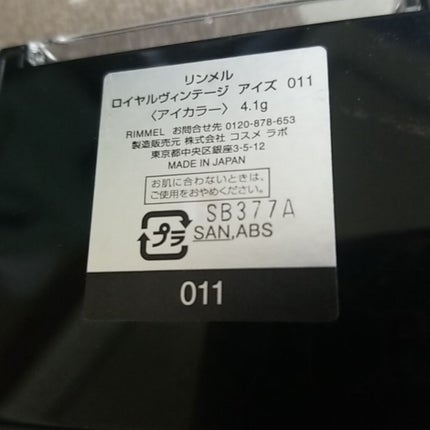 リンメル
ロイヤルヴィンテージ アイズ 011
〈アイカラー〉 4.1g
RIMMEL お問合せ先 0120-878-653
製造販売元 株式会社 コスメ ラボ
東京都中央区銀座3-5-12
MADE IN JAPAN
お肌に合わないときは、
ご使用をおやめください。
SB377A
プラ
SAN,ABS
011